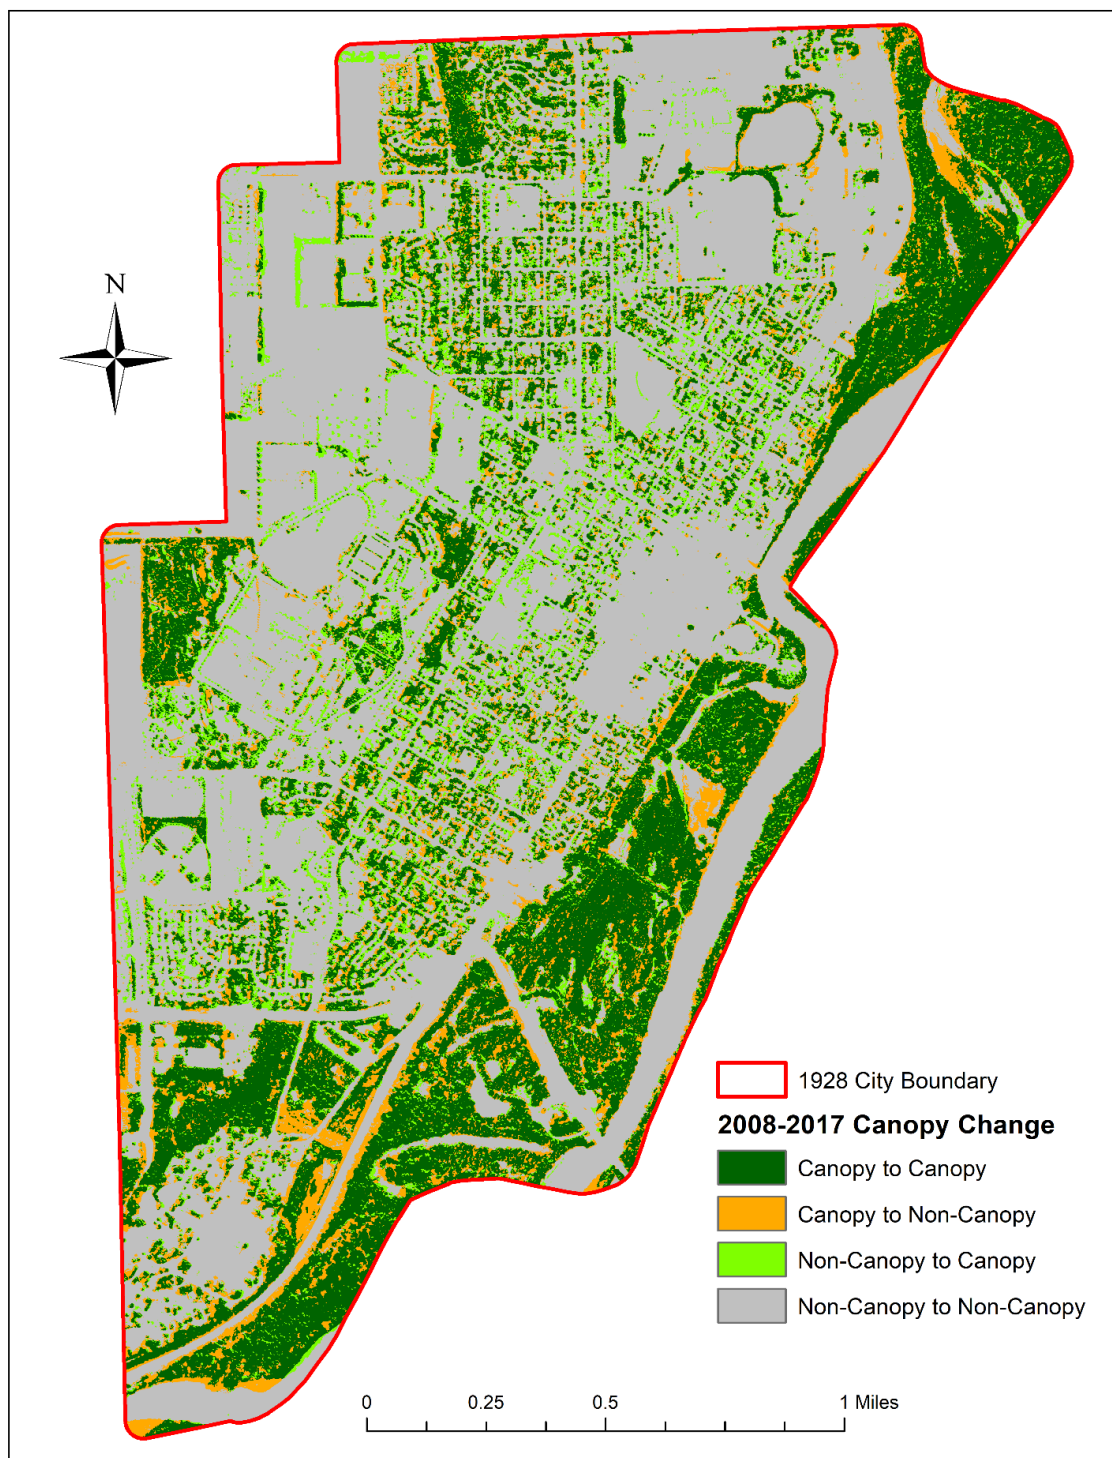 N
1928 City Boundary
2008-2017 Canopy Change
Canopy to Canopy
Canopy to Non-Canopy
Non-Canopy to Canopy
Non-Canopy to Non-Canopy
0 0.25 0.5 1 Miles